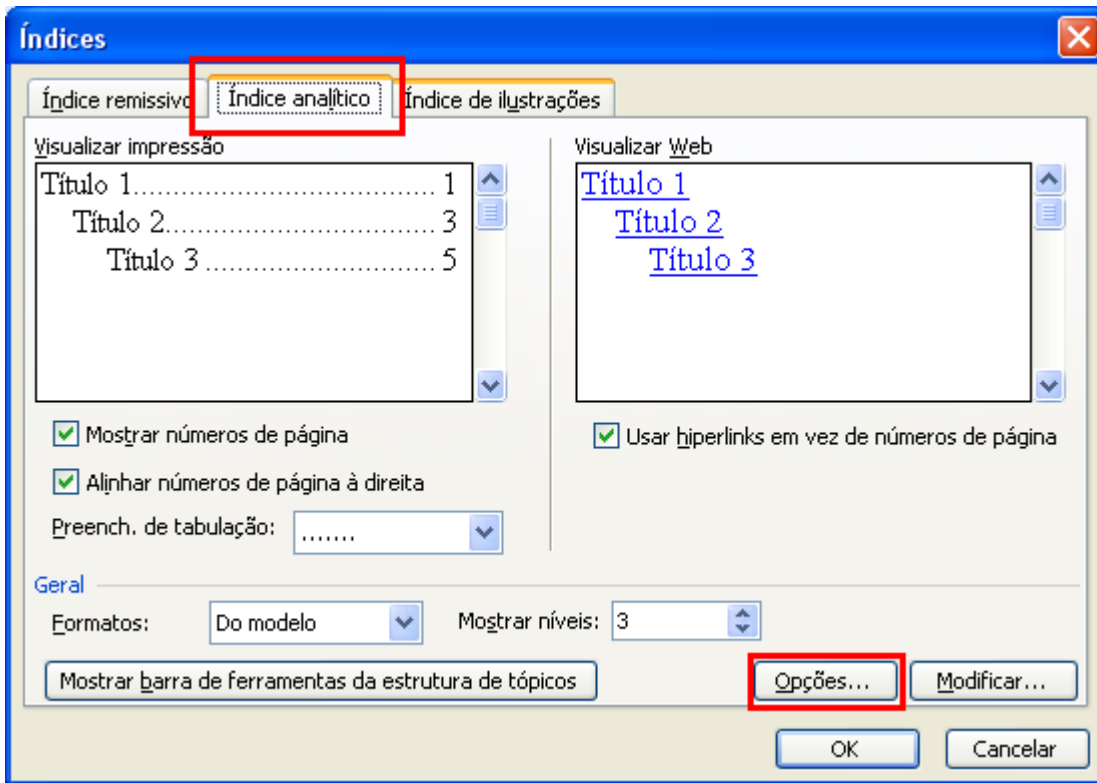 Índices
Índice remissivo Índice analítico Índice de ilustrações
Visualizar impressão
Título 1.................................... 1
Título 2................................ 3
Título 3 ........................... 5
Visualizar Web
Título 1
Título 2
Título 3
Mostrar números de página
Alinhar números de página à direita
Preench. de tabulação: .......
Usar hiperlinks em vez de números de página
Geral
Formatos: Do modelo Mostrar níveis: 3
Mostrar barra de ferramentas da estrutura de tópicos Opções... Modificar...
OK Cancelar